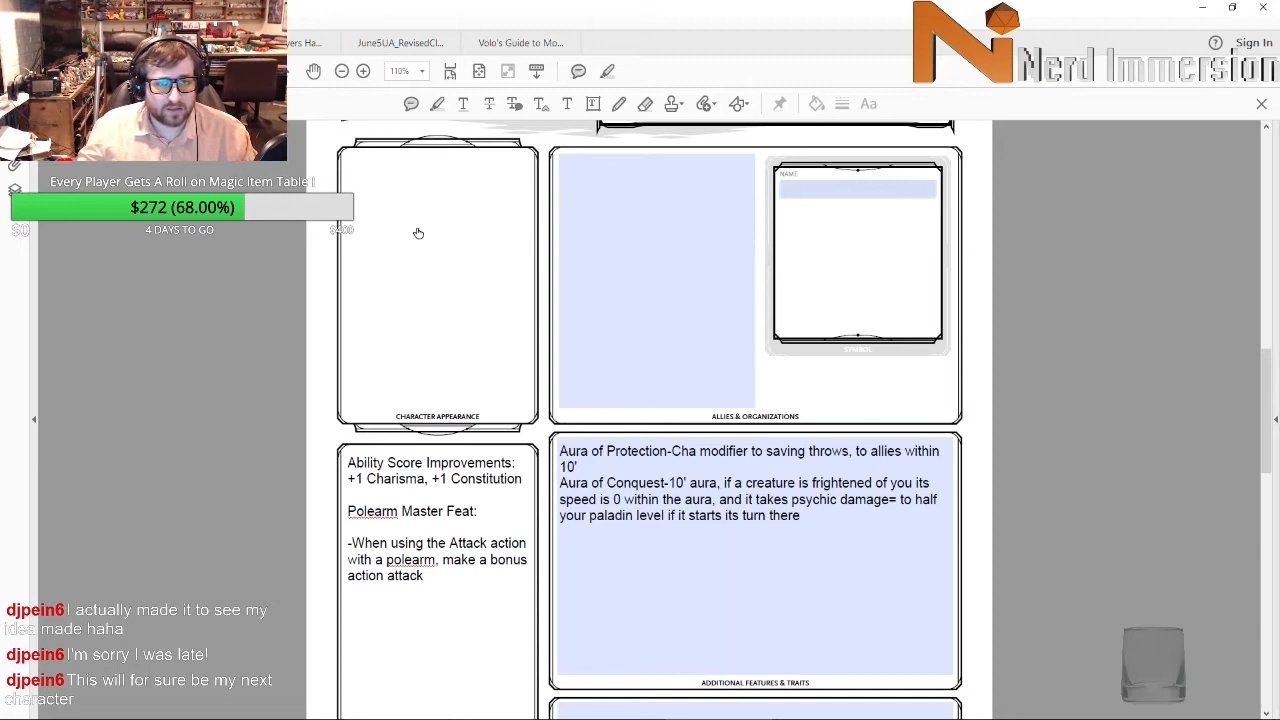 ers Ha...
June5UA_RevisedCl...
Volo's Guide to Mo...
Sign In
Nerd Immersion
110%
Aa
Every Player Gets A Roll on Magic Item Table I
$272 (68.00%)
$0
4 DAYS TO GO
$400
NAME
SYMBOL
CHARACTER APPEARANCE
ALLIES & ORGANIZATIONS
Ability Score Improvements:
+1 Charisma, +1 Constitution
Polearm Master Feat:
-When using the Attack action
with a polearm, make a bonus
action attack
Aura of Protection-Cha modifier to saving throws, to allies within
10'
Aura of Conquest-10' aura, if a creature is frightened of you its
speed is 0 within the aura, and it takes psychic damage= to half
your paladin level if it starts its turn there
ADDITIONAL FEATURES & TRAITS
djpein6 I actually made it to see my
idea made haha
djpein6 I'm sorry I was late!
djpein6 This will for sure be my next
character